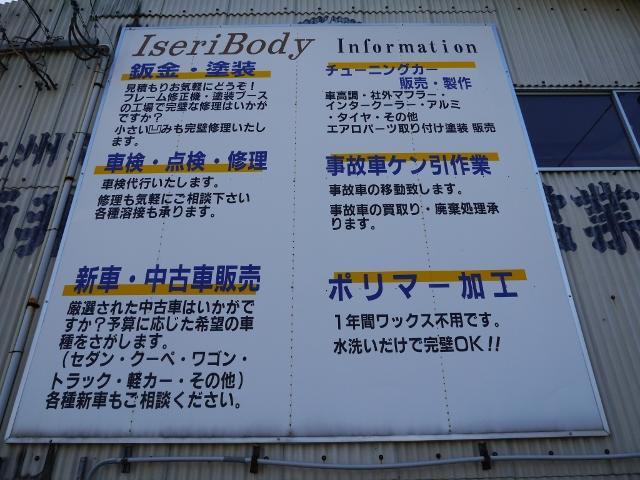 IseriBody Information
鈑金・塗装
見積もりお気軽にどうぞ!
フレーム修正機・塗装ブース
の工場で完璧な修理はいかが
ですか?
小さい凹みも完璧修理いたし
ます。
車検・点検・修理
車検代行いたします。
修理も気軽にご相談下さい
各種溶接も承ります。
新車・中古車販売
厳選された中古車はいかがで
すか?予算に応じた希望の車
種をさがします。
(セダン・クーペ・ワゴン・
トラック・軽カー・その他)
各種新車もご相談ください。
チューニングカー
販売・製作
車高調・社外マフラー・
インタークーラー・アルミ
・タイヤ・その他
エアロパーツ取り付け塗装 販売
事故車ケン引作業
事故車の移動致します。
事故車の買取り・廃棄処理承
ります。
ポリマー加工
1年間ワックス不用です。
水洗いだけで完璧OK!!
州
業